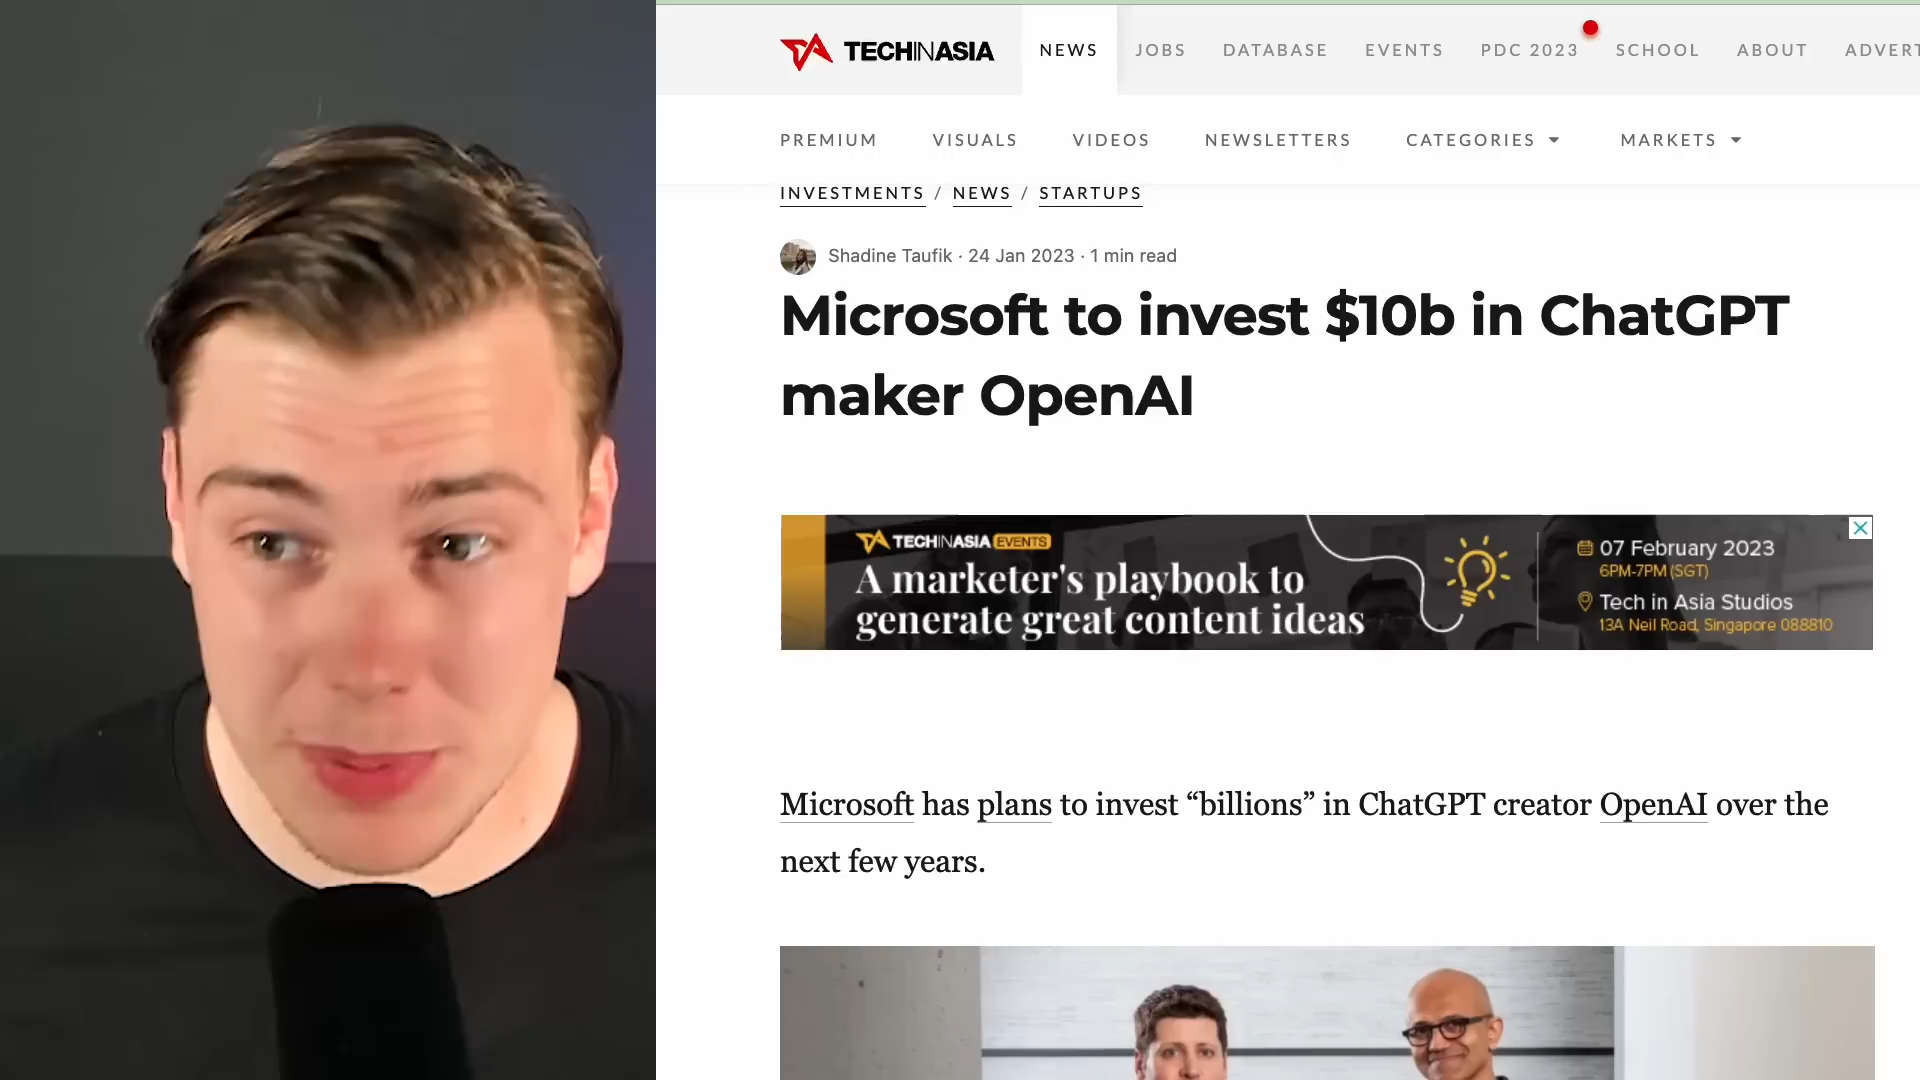 TECHINASIA
NEWS
JOBS
DATABASE
EVENTS
PDC 2023
SCHOOL
ABOUT
ADVERT
PREMIUM
VISUALS
VIDEOS
NEWSLETTERS
CATEGORIES
MARKETS
INVESTMENTS / NEWS / STARTUPS
Shadine Taufik · 24 Jan 2023 · 1 min read
Microsoft to invest $10b in ChatGPT
maker OpenAI
TECHINASIA EVENTS
A marketer's playbook to
generate great content ideas
07 February 2023
6PM-7PM (SGT)
Tech in Asia Studios
13A Neil Road, Singapore 088810
Microsoft has plans to invest “billions” in ChatGPT creator OpenAI over the
next few years.